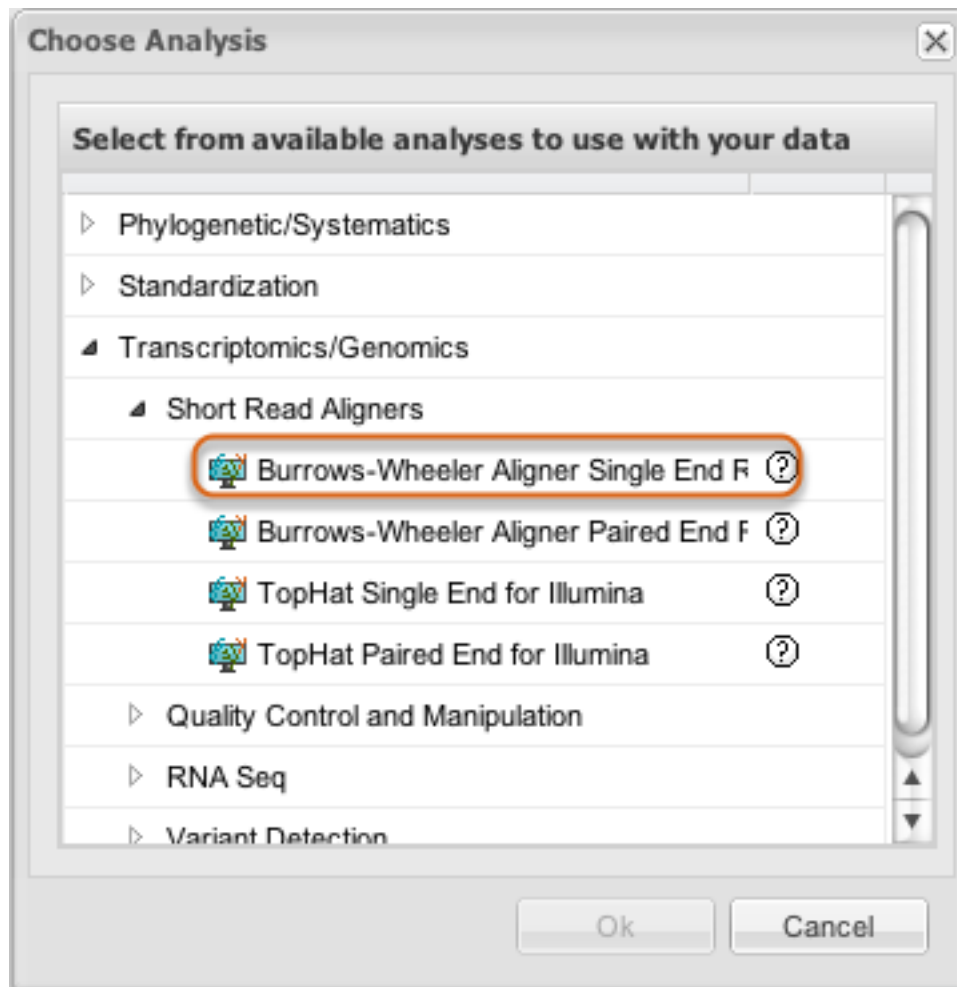 Choose Analysis
Select from available analyses to use with your data
Phylogenetic/Systematics
Standardization
Transcriptomics/Genomics
Short Read Aligners
Burrows-Wheeler Aligner Single End R
Burrows-Wheeler Aligner Paired End
TopHat Single End for Illumina
TopHat Paired End for Illumina
Quality Control and Manipulation
RNA Seq
Variant Detection
Ok
Cancel